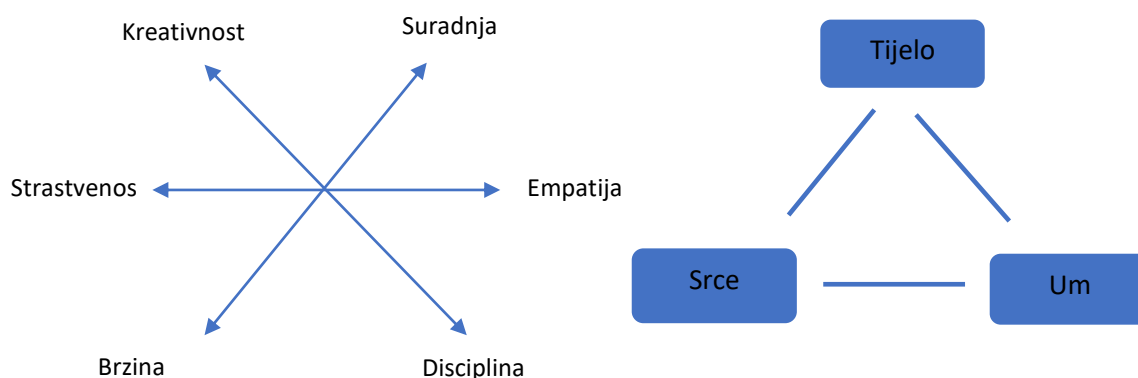 Kreativnost
Suradnja
Strastvenos
Empatija
Brzina
Disciplina
Tijelo
Srce
Um